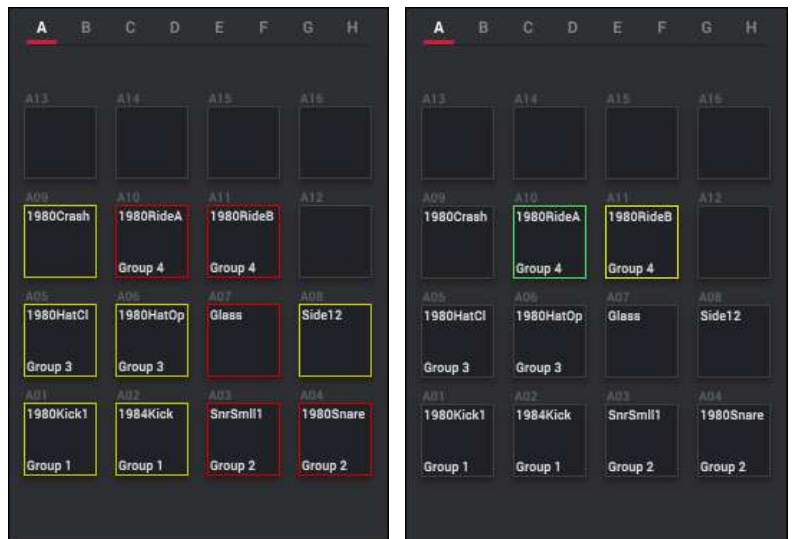 A B C D E F G H
A13 A14 A15 A16
A09 A10 A11 A12
1980Crash 1980RideA 1980RideB
Group 4 Group 4
A05 A06 A07 A08
1980HatCl 1980HatOp Glass Side12
Group 3 Group 3
A01 A02 A03 A04
1980Kick1 1984Kick SnrSmll1 1980Snare
Group 1 Group 1 Group 2 Group 2
A B C D E F G H
A13 A14 A15 A16
A09 A10 A11 A12
1980Crash 1980RideA 1980RideB
Group 4 Group 4
A05 A06 A07 A08
1980HatCl 1980HatOp Glass Side12
Group 3 Group 3
A01 A02 A03 A04
1980Kick1 1984Kick SnrSmll1 1980Snare
Group 1 Group 1 Group 2 Group 2